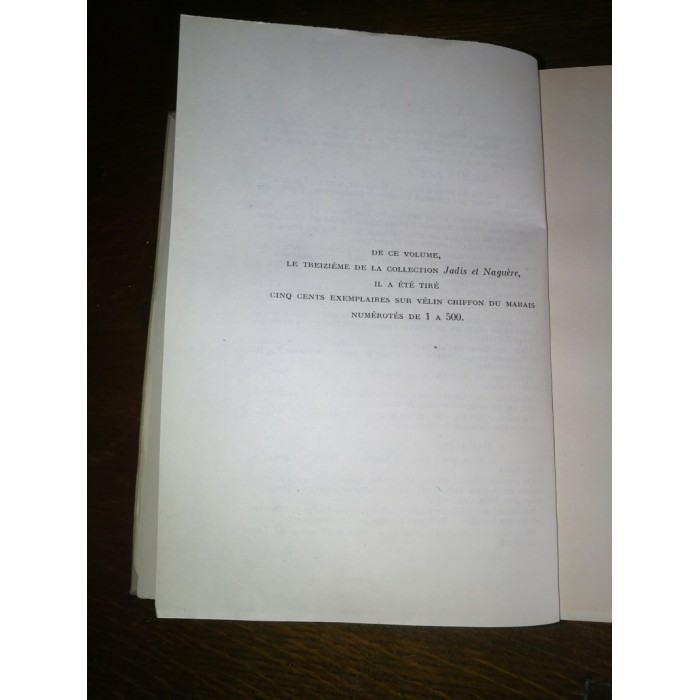 DE CE VOLUME,
LE TREIZIÈME DE LA COLLECTION Jadis et Naguère,
IL A ÉTÉ TIRÉ
CINQ CENTS EXEMPLAIRES SUR VÉLIN CHIFFON DU MARAIS
NUMÉROTÉS DE 1 A 500.